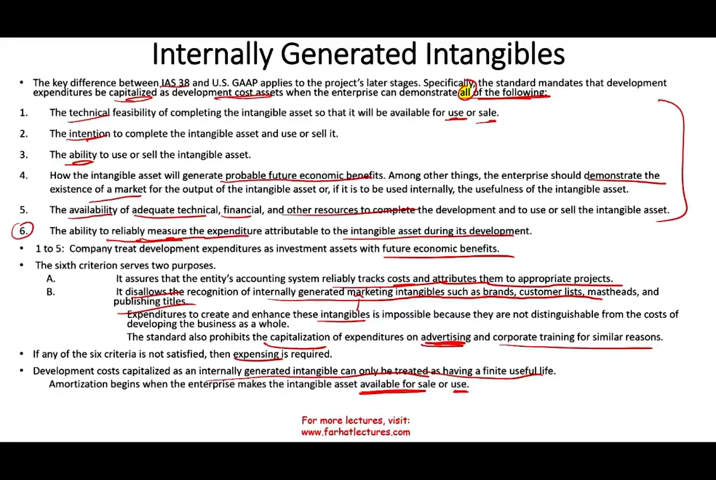 Internally Generated Intangibles
• The key difference between IAS 38 and U.S. GAAP applies to the project's later stages. Specifically, the standard mandates that development
expenditures be capitalized as development cost assets when the enterprise can demonstrate all of the following:
1. The technical feasibility of completing the intangible asset so that it will be available for use or sale.
2. The intention to complete the intangible asset and use or sell it.
3. The ability to use or sell the intangible asset.
4. How the intangible asset will generate probable future economic benefits. Among other things, the enterprise should demonstrate the
existence of a market for the output of the intangible asset or, if it is to be used internally, the usefulness of the intangible asset.
5. The availability of adequate technical, financial, and other resources to complete the development and to use or sell the intangible asset.
6. The ability to reliably measure the expenditure attributable to the intangible asset during its development.
• 1 to 5: Company treat development expenditures as investment assets with future economic benefits.
• The sixth criterion serves two purposes.
A. It assures that the entity's accounting system reliably tracks costs and attributes them to appropriate projects.
B. It disallows the recognition of internally generated marketing intangibles such as brands, customer lists, mastheads, and
publishing titles.
Expenditures to create and enhance these intangibles is impossible because they are not distinguishable from the costs of
developing the business as a whole.
The standard also prohibits the capitalization of expenditures on advertising and corporate training for similar reasons.
• If any of the six criteria is not satisfied, then expensing is required.
• Development costs capitalized as an internally generated intangible can only be treated as having a finite useful life.
Amortization begins when the enterprise makes the intangible asset available for sale or use.
For more lectures, visit:
www.farhatlectures.com